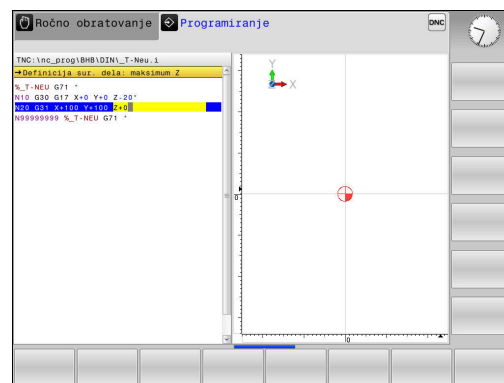 Ročno obratovanje
Programiranje
DNC
TNC:\nc_prog\BHB\DIN\_T-Neu.i
→Definicija sur. dela: maksimum Z
%_T-NEU G71 *
N10 G30 G17 X+0 Y+0 Z-20*
N20 G31 X+100 Y+100 Z+0
N99999999 %_T-NEU G71 *
Y
X
0
0